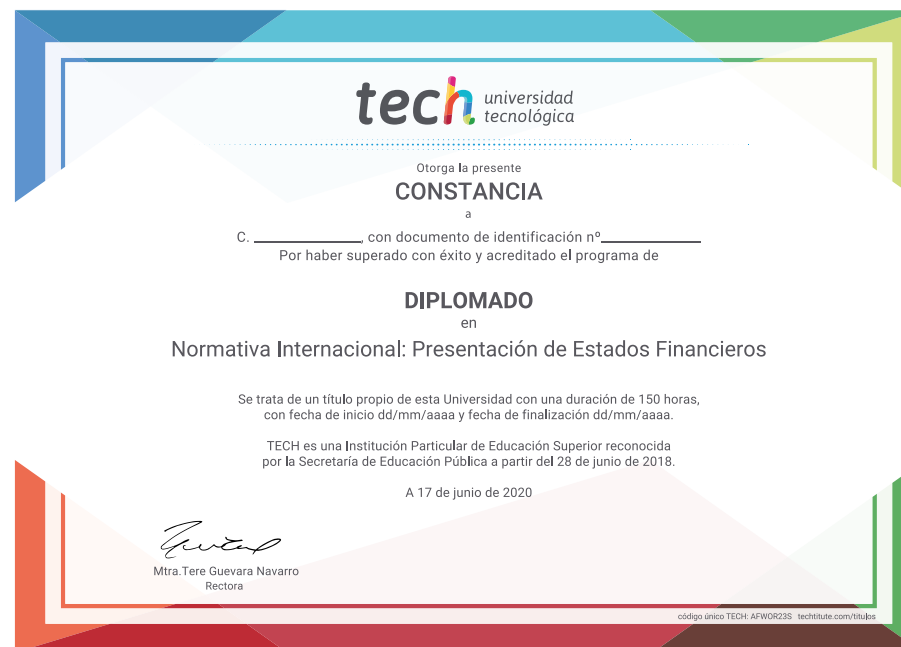 tech universidad
tecnológica
Otorga la presente
CONSTANCIA
a
C. ____________, con documento de identificación nº____________
Por haber superado con éxito y acreditado el programa de
DIPLOMADO
en
Normativa Internacional: Presentación de Estados Financieros
Se trata de un título propio de esta Universidad con una duración de 150 horas,
con fecha de inicio dd/mm/aaaa y fecha de finalización dd/mm/aaaa.
TECH es una Institución Particular de Educación Superior reconocida
por la Secretaría de Educación Pública a partir del 28 de junio de 2018.
A 17 de junio de 2020
Mtra.Tere Guevara Navarro
Rectora
código único TECH: AFWOR23S techtitute.com/titulos